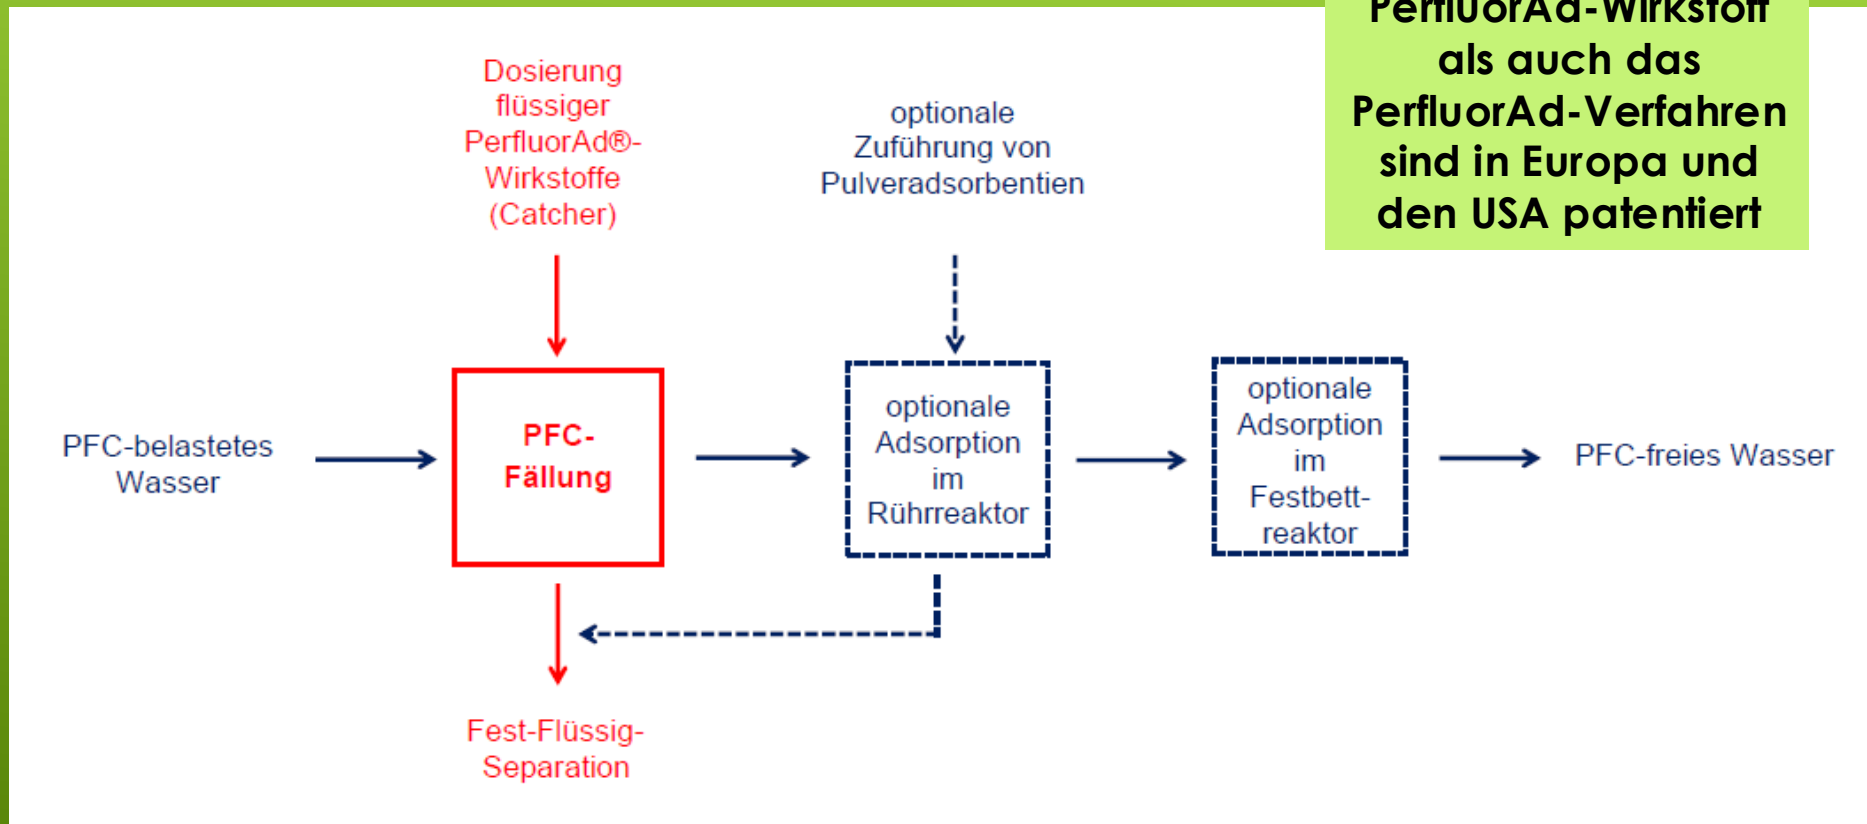 PerfluorAd-Wirkstoff
als auch das
PerfluorAd-Verfahren
sind in Europa und
den USA patentiert
Dosierung
flüssiger
PerfluorAd®-
Wirkstoffe
(Catcher)
optionale
Zuführung von
Pulveradsorbentien
PFC-belastetes
Wasser
PFC-
Fällung
optionale
Adsorption
im
Rührreaktor
optionale
Adsorption
im
Festbett-
reaktor
PFC-freies Wasser
Fest-Flüssig-
Separation